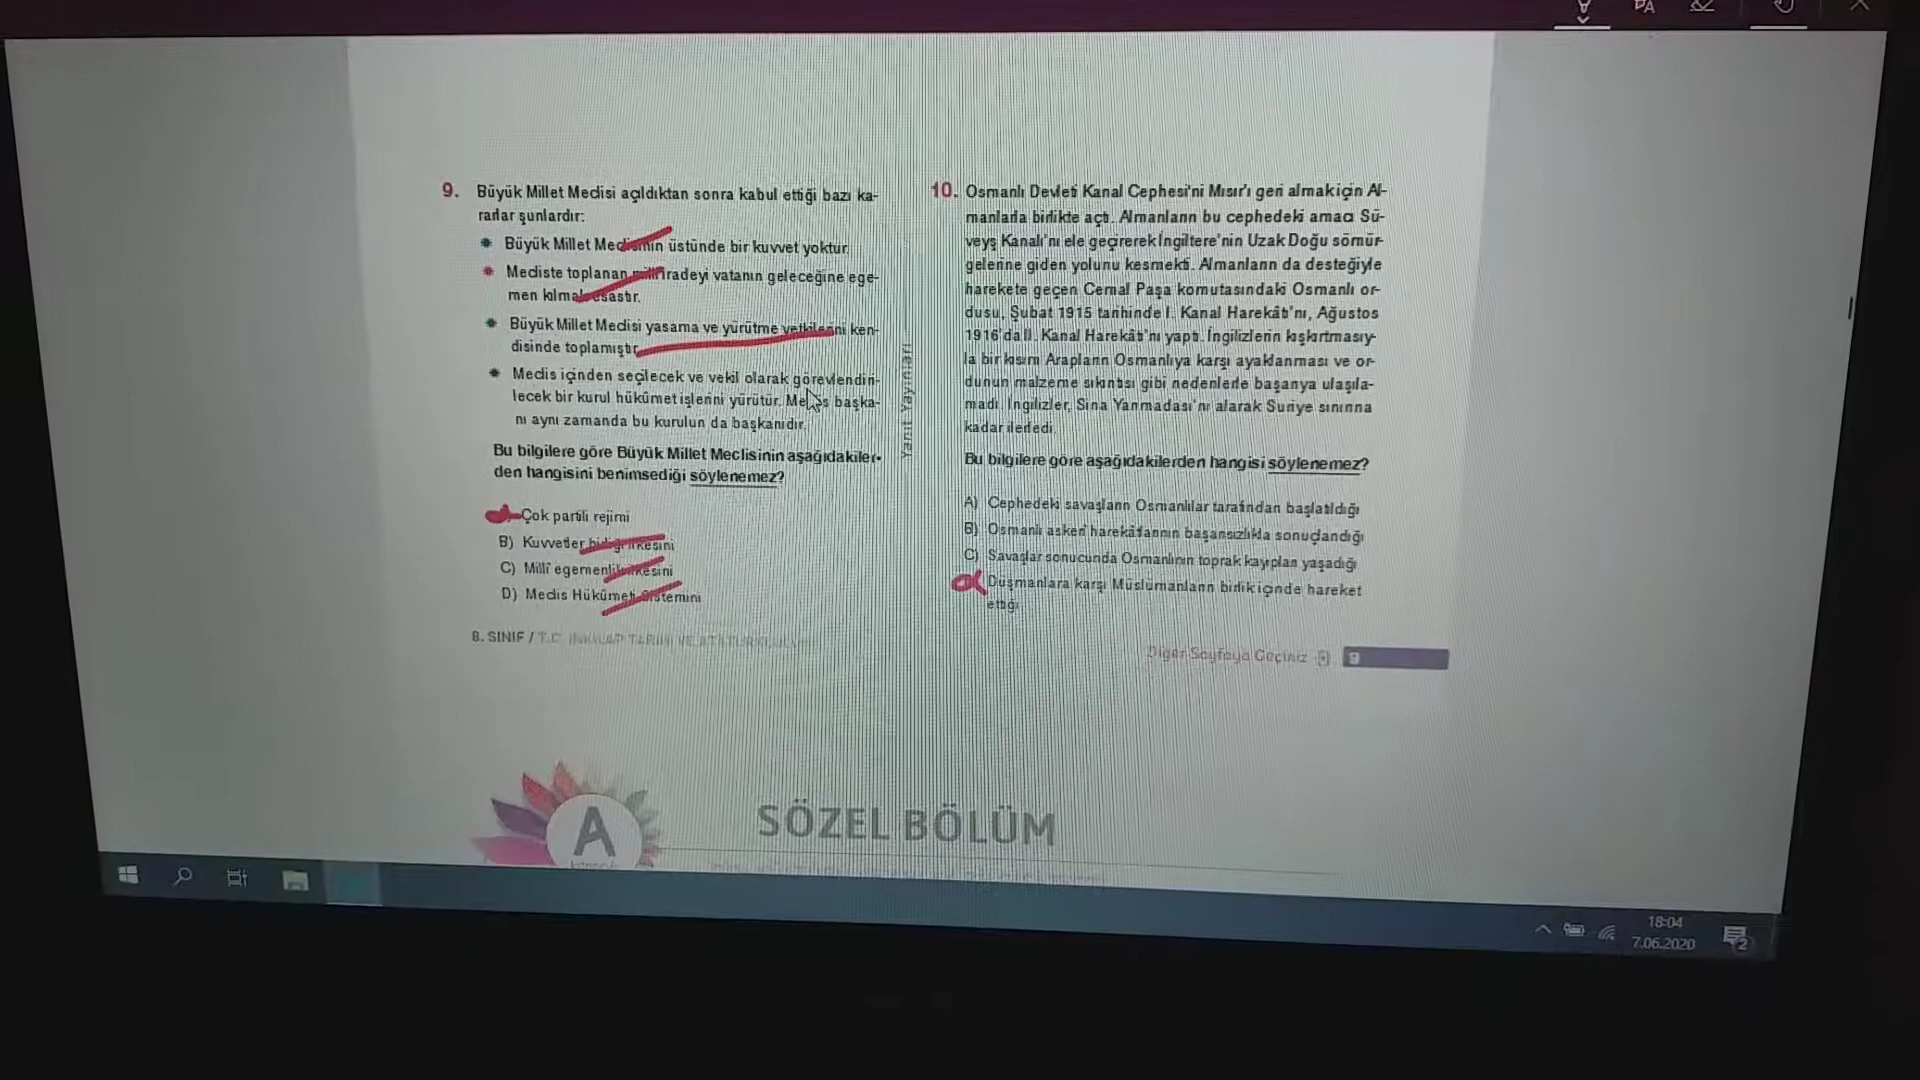 9. Büyük Millet Meclisi açıldıktan sonra kabul ettiği bazı ka-
rarlar şunlardır:
Büyük Millet Meclisinin üstünde bir kuvvet yoktur.
Mecliste toplanan millî iradeyi vatanın geleceğine ege-
men kılmak esastır.
Büyük Millet Meclisi yasama ve yürütme yetkilerini ken-
disinde toplamıştır.
Meclis içinden seçilecek ve vekil olarak görevlendiri-
lecek bir kurul hükûmet işlerini yürütür. Meclis başka-
nı aynı zamanda bu kurulun da başkanıdır.
Bu bilgilere göre Büyük Millet Meclisinin aşağıdakiler-
den hangisini benimsediği söylenemez?
Çok partili rejimi
B) Kuvvetler birliği ilkesini
C) Millî egemenlik ilkesini
D) Meclis Hükûmeti Sistemini
8. SINIF / T.C. İNKILAP TARİHİ VE ATATÜRKÇÜLÜK
Yanıt Yayınları
10. Osmanlı Devleti Kanal Cephesi'ni Mısır'ı geri almak için Al-
manlarla birlikte açtı. Almanların bu cephedeki amacı Sü-
veyş Kanalı'nı ele geçirerek İngiltere'nin Uzak Doğu sömür-
gelerine giden yolunu kesmekti. Almanların da desteğiyle
harekete geçen Cemal Paşa komutasındaki Osmanlı or-
dusu, Şubat 1915 tarihinde I. Kanal Harekâtı'nı, Ağustos
1916'da II. Kanal Harekâtı'nı yaptı. İngilizlerin kışkırtmasıy-
la bir kısım Arapların Osmanlıya karşı ayaklanması ve or-
dunun malzeme sıkıntısı gibi nedenlerle başarıya ulaşıla-
madı. İngilizler, Sina Yarımadası'nı alarak Suriye sınırına
kadar ilerledi.
Bu bilgilere göre aşağıdakilerden hangisi söylenemez?
A) Cephedeki savaşların Osmanlılar tarafından başlatıldığı
B) Osmanlı askerî harekâtlarının başarısızlıkla sonuçlandığı
C) Savaşlar sonucunda Osmanlının toprak kayıpları yaşadığı
Düşmanlara karşı Müslümanların birlik içinde hareket
ettiği
Diğer Sayfaya Geçiniz 9
A
SÖZEL BÖLÜM
18:04
7.06.2020
2